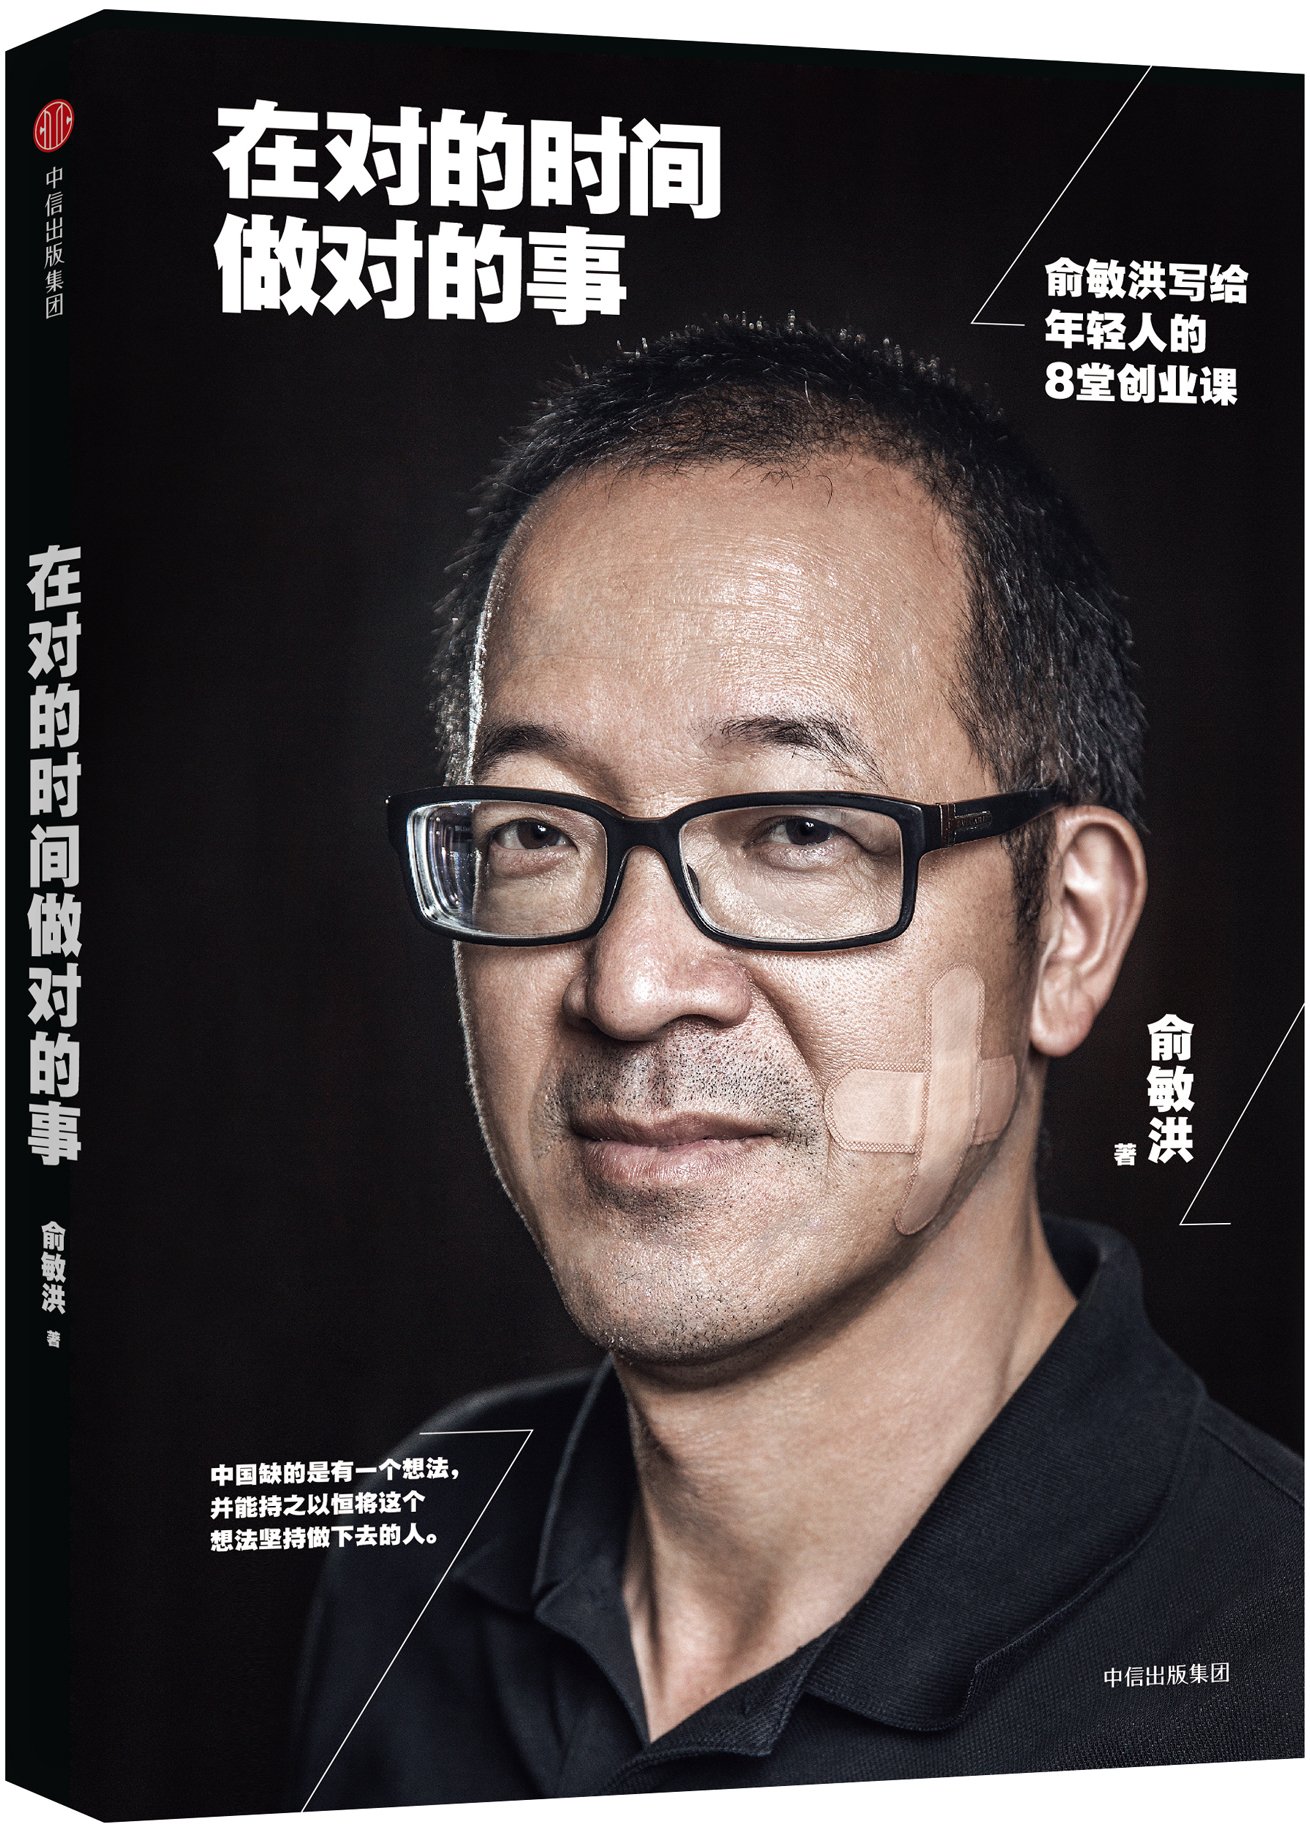 在对的时间
做对的事
俞敏洪写给
年轻人的
8堂创业课
俞敏洪
著
中国缺的是有一个想法，
并能持之以恒将这个
想法坚持做下去的人。
中信出版集团
中信出版集团
在对的时间做对的事
俞敏洪 著